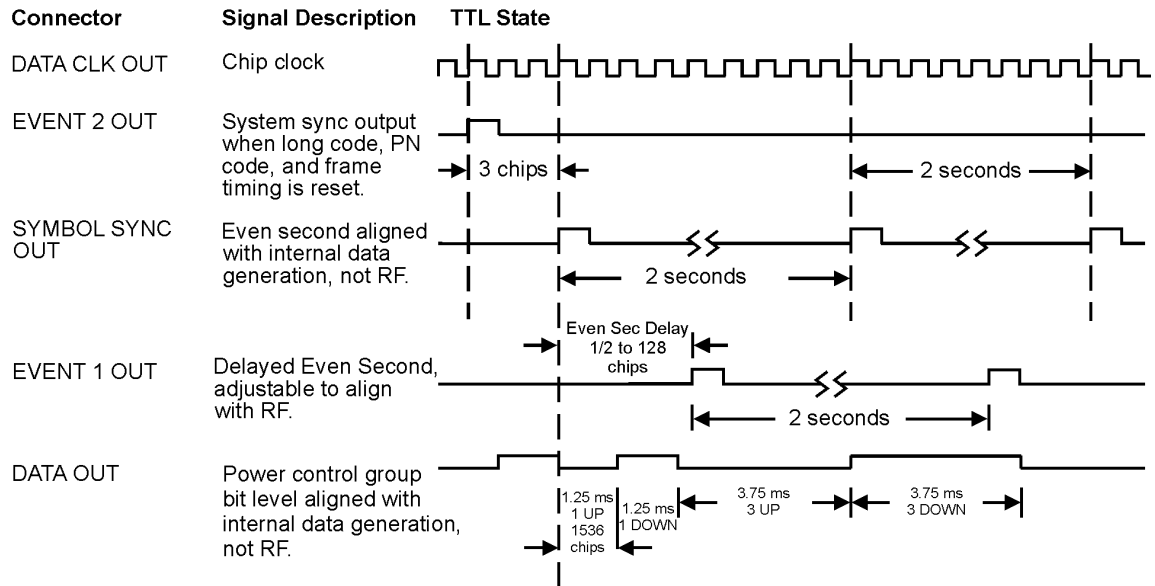 Connector Signal Description TTL State
DATA CLK OUT Chip clock
EVENT 2 OUT System sync output
when long code, PN
code, and frame
timing is reset.
3 chips
2 seconds
SYMBOL SYNC
OUT
Even second aligned
with internal data
generation, not RF.
2 seconds
Even Sec Delay
1/2 to 128
chips
EVENT 1 OUT Delayed Even Second,
adjustable to align
with RF.
2 seconds
DATA OUT Power control group
bit level aligned with
internal data generation,
not RF.
1.25 ms
1 UP
1536
chips
1.25 ms
1 DOWN
3.75 ms
3 UP
3.75 ms
3 DOWN